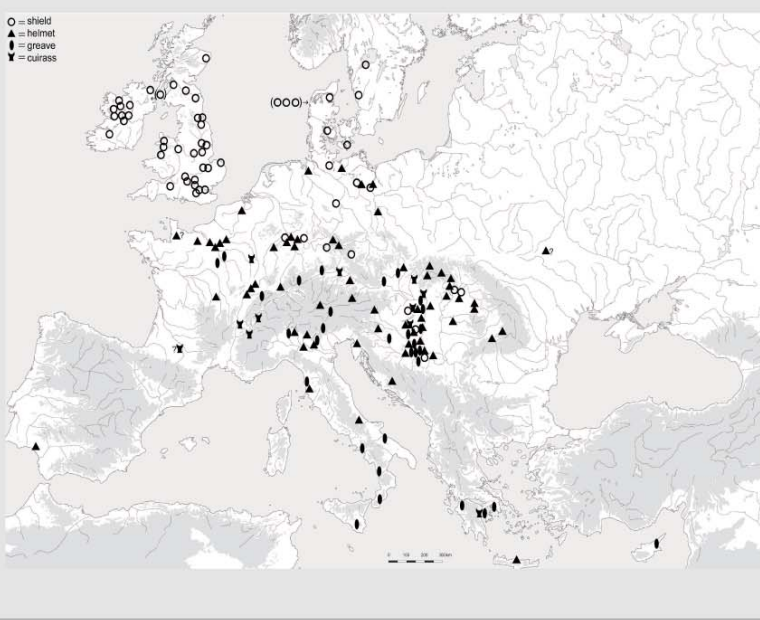 ○ = shield
▲ = helmet
= greave
= cuirass
(○○○)
(○)
?
?
?
0 100 200 300km